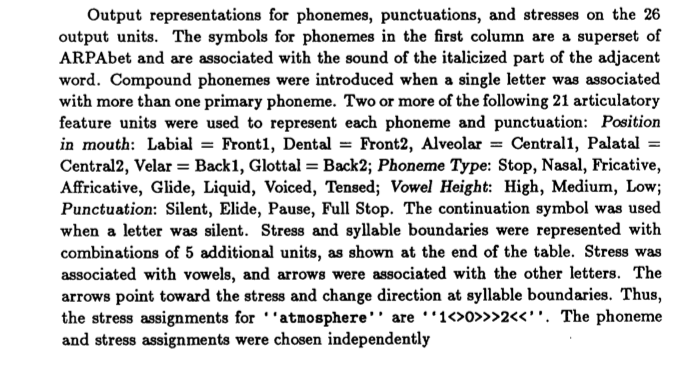 Output representations for phonemes, punctuations, and stresses on the 26
output units. The symbols for phonemes in the first column are a superset of
ARPAbet and are associated with the sound of the italicized part of the adjacent
word. Compound phonemes were introduced when a single letter was associated
with more than one primary phoneme. Two or more of the following 21 articulatory
feature units were used to represent each phoneme and punctuation: Position
in mouth: Labial = Front1, Dental = Front2, Alveolar = Central1, Palatal =
Central2, Velar = Back1, Glottal = Back2; Phoneme Type: Stop, Nasal, Fricative,
Affricative, Glide, Liquid, Voiced, Tensed; Vowel Height: High, Medium, Low;
Punctuation: Silent, Elide, Pause, Full Stop. The continuation symbol was used
when a letter was silent. Stress and syllable boundaries were represented with
combinations of 5 additional units, as shown at the end of the table. Stress was
associated with vowels, and arrows were associated with the other letters. The
arrows point toward the stress and change direction at syllable boundaries. Thus,
the stress assignments for ''atmosphere'' are ''1<>0>>>2<<''. The phoneme
and stress assignments were chosen independently